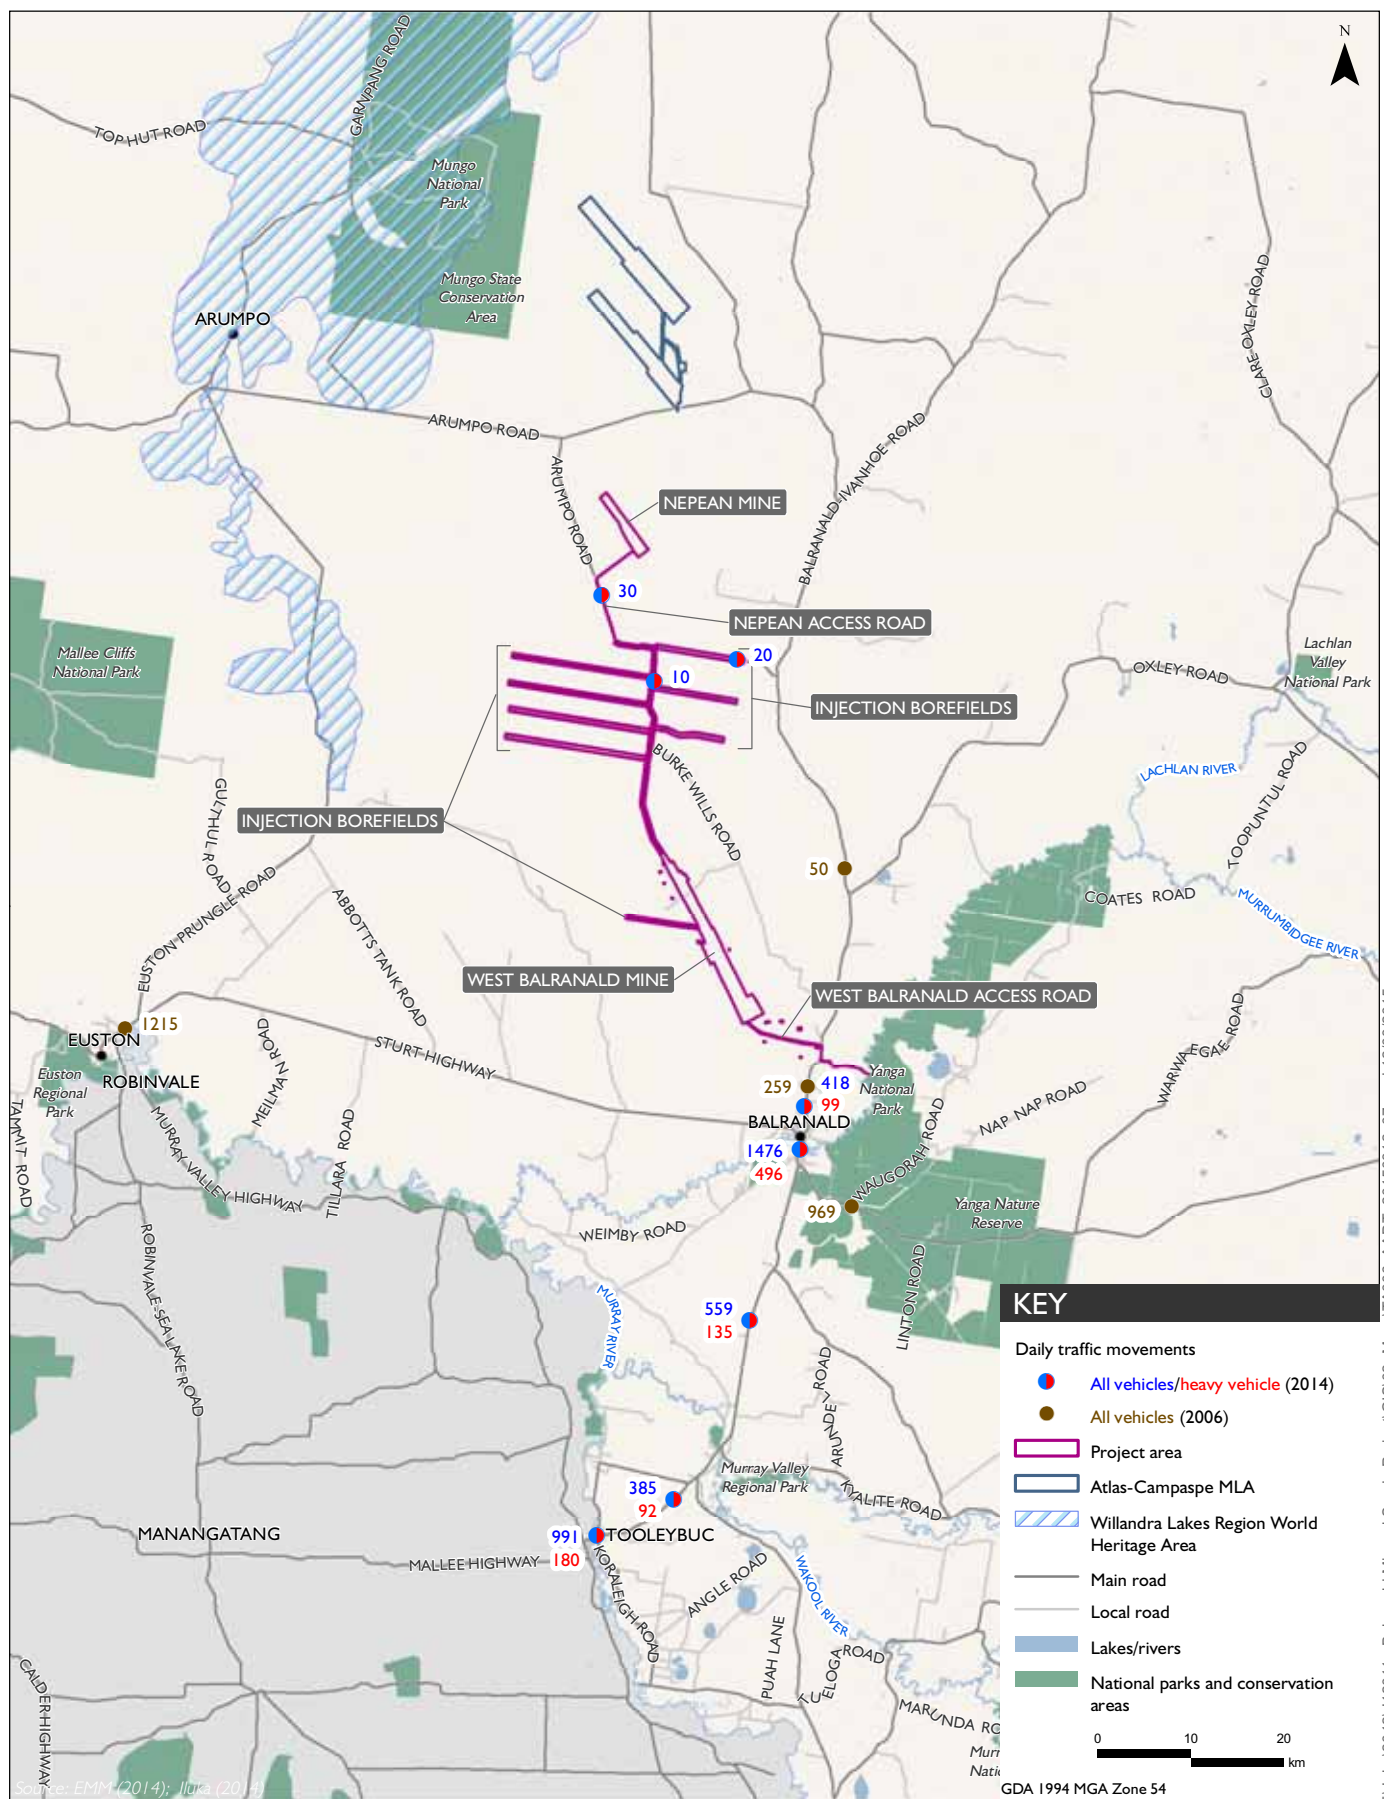 N
GARNPANG ROAD
TOP HUT ROAD
Mungo
National
Park
Mungo State
Conservation
Area
ARUMPO
CLARE OXLEY ROAD
ARUMPO ROAD
BALRANALD-IVANHOE ROAD
ARUMPO ROAD
NEPEAN MINE
30
NEPEAN ACCESS ROAD
Mallee Cliffs
National Park
20
10
Lachlan
Valley
National Park
OXLEY ROAD
INJECTION BOREFIELDS
BURKE WILLS ROAD
LACHLAN RIVER
TOOPUNTUL ROAD
GULTHUL ROAD
INJECTION BOREFIELDS
50
EUSTON PRUNGLE ROAD
ABBOTTS TANK ROAD
COATES ROAD
MURRUMBIDGEE RIVER
WEST BALRANALD MINE
WEST BALRANALD ACCESS ROAD
1215
EUSTON
ROBINVALE
Euston
Regional
Park
MEILMAN ROAD
STURT HIGHWAY
WARWAEGAE ROAD
Yanga
National
Park
259
418
99
BALRANALD
NAP NAP ROAD
TAMMIT ROAD
MURRAY VALLEY HIGHWAY
TILLARA ROAD
1476
496
WAUGORAH ROAD
969
Yanga Nature
Reserve
WEIMBY ROAD
ROBINVALE-SEA LAKE ROAD
LINTON ROAD
MURRAY RIVER
559
135
ARUNDEL ROAD
Murray Valley
Regional Park
KYALITE ROAD
385
92
MANANGATANG
991
180
TOOLEYBUC
MALLEE HIGHWAY
KORALEIGH ROAD
ANGLE ROAD
WAKOOL RIVER
PUAH LANE
TUELOGA ROAD
CALDER HIGHWAY
MARUNDA RO
Murr
Natio
KEY
Daily traffic movements
All vehicles/heavy vehicle (2014)
All vehicles (2006)
Project area
Atlas-Campaspe MLA
Willandra Lakes Region World
Heritage Area
Main road
Local road
Lakes/rivers
National parks and conservation
areas
0 10 20
km
GDA 1994 MGA Zone 54
Source: EMM (2014); Iluka (2014)